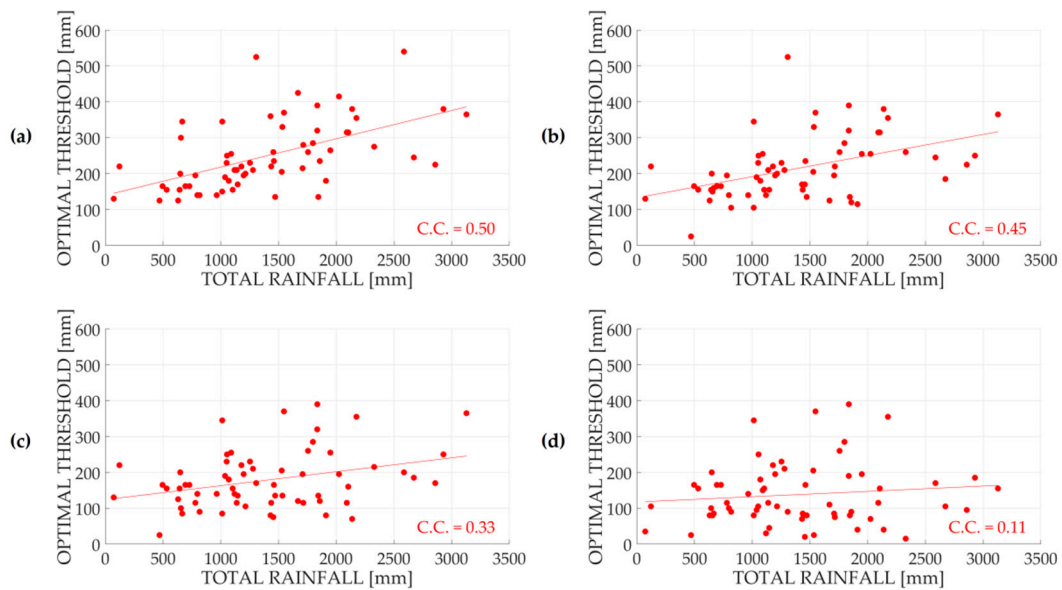 (a)
OPTIMAL THRESHOLD [mm]
600
500
400
300
200
100
0
0 500 1000 1500 2000 2500 3000 3500
TOTAL RAINFALL [mm]
C.C. = 0.50
(b)
OPTIMAL THRESHOLD [mm]
600
500
400
300
200
100
0
0 500 1000 1500 2000 2500 3000 3500
TOTAL RAINFALL [mm]
C.C. = 0.45
(c)
OPTIMAL THRESHOLD [mm]
600
500
400
300
200
100
0
0 500 1000 1500 2000 2500 3000 3500
TOTAL RAINFALL [mm]
C.C. = 0.33
(d)
OPTIMAL THRESHOLD [mm]
600
500
400
300
200
100
0
0 500 1000 1500 2000 2500 3000 3500
TOTAL RAINFALL [mm]
C.C. = 0.11